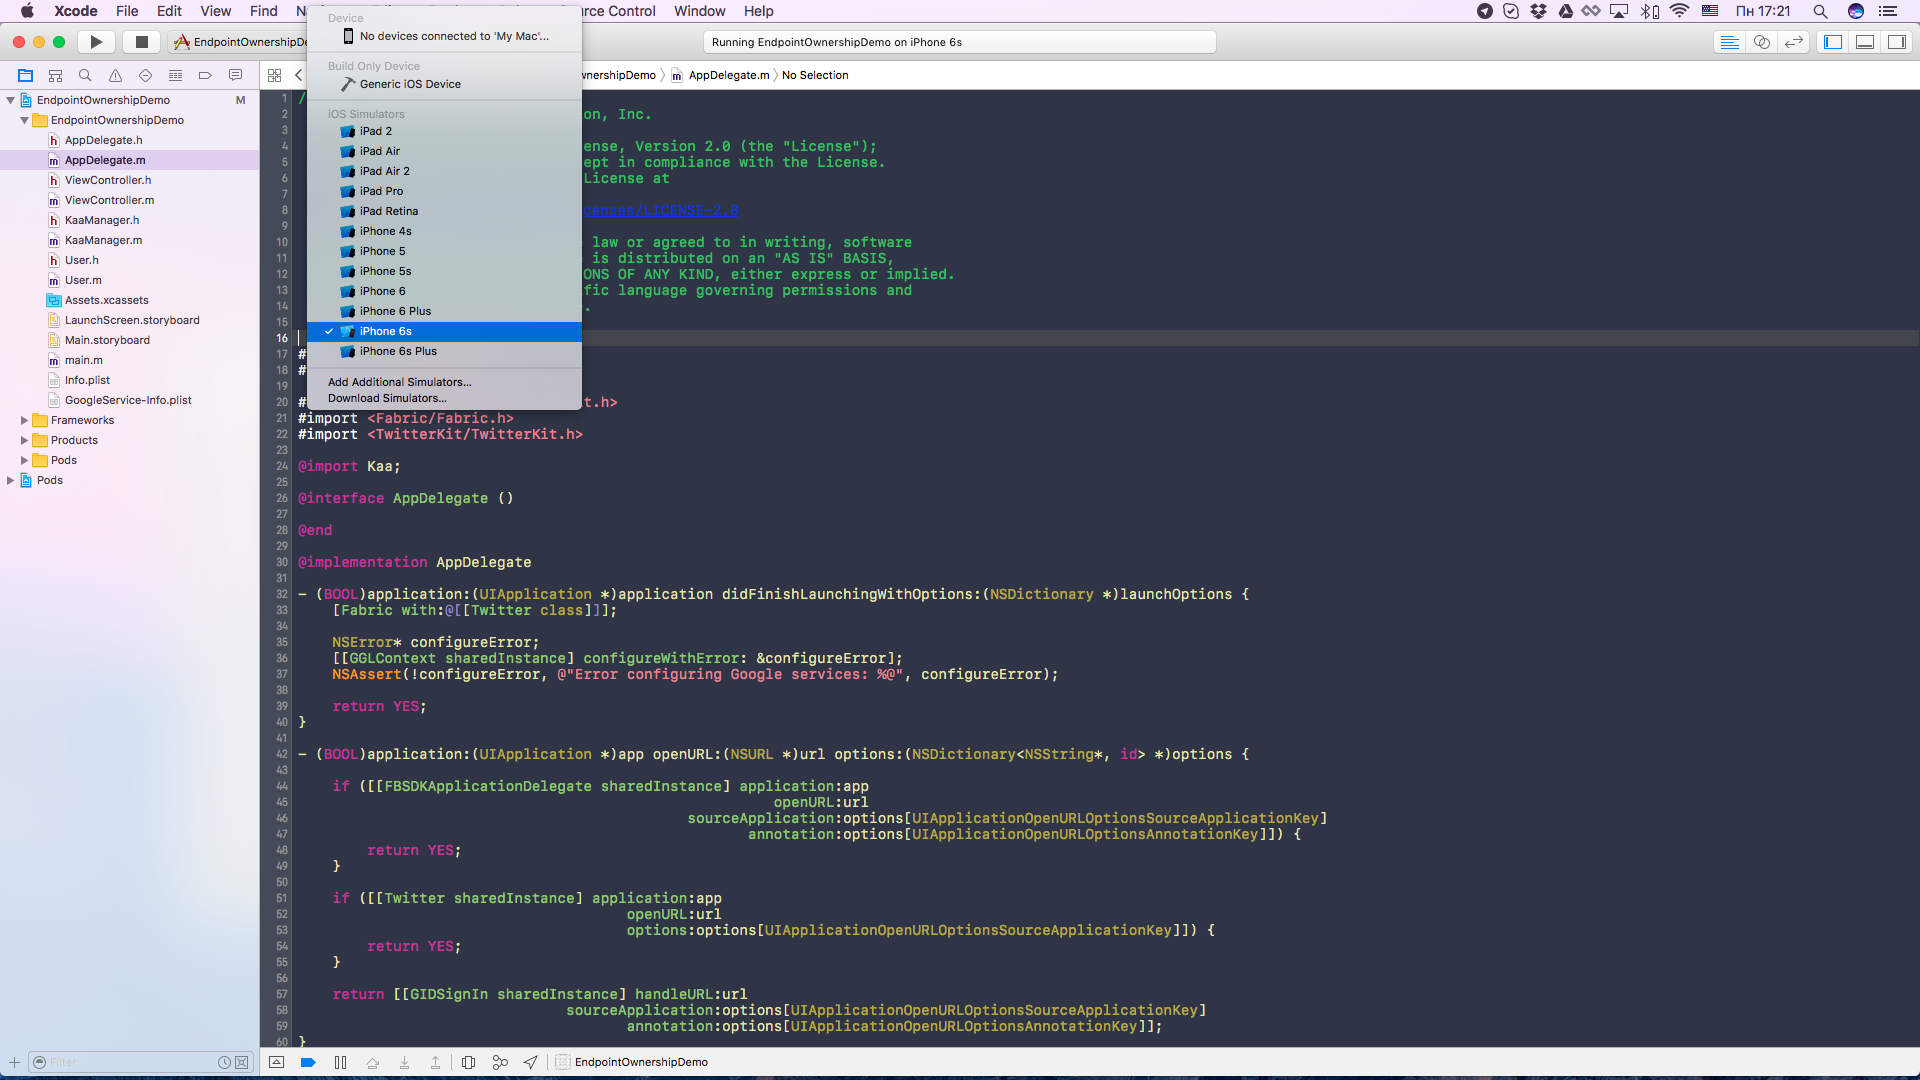 Xcode File Edit View Find N Source Control Window Help Пн 17:21
EndpointOwnershipDe
Running EndpointOwnershipDemo on iPhone 6s
nershipDemo 〉 m AppDelegate.m 〉 No Selection
Device
No devices connected to 'My Mac'...
Build Only Device
Generic iOS Device
iOS Simulators
iPad 2
iPad Air
iPad Air 2
iPad Pro
iPad Retina
iPhone 4s
iPhone 5
iPhone 5s
iPhone 6
iPhone 6 Plus
✓ iPhone 6s
iPhone 6s Plus
Add Additional Simulators...
Download Simulators...
EndpointOwnershipDemo M
EndpointOwnershipDemo
h AppDelegate.h
m AppDelegate.m
h ViewController.h
m ViewController.m
h KaaManager.h
m KaaManager.m
h User.h
m User.m
Assets.xcassets
LaunchScreen.storyboard
Main.storyboard
m main.m
Info.plist
GoogleService-Info.plist
Frameworks
Products
Pods
Pods
Filter
1 /
2 on, Inc.
3
4 ense, Version 2.0 (the "License");
5 ept in compliance with the License.
6 License at
7
8 censes/LICENSE-2.0
9
10 law or agreed to in writing, software
11 is distributed on an "AS IS" BASIS,
12 ONS OF ANY KIND, either express or implied.
13 fic language governing permissions and
14 .
15
16
17 #
18 #
19
20 # t.h>
21 #import <Fabric/Fabric.h>
22 #import <TwitterKit/TwitterKit.h>
23
24 @import Kaa;
25
26 @interface AppDelegate ()
27
28 @end
29
30 @implementation AppDelegate
31
32 - (BOOL)application:(UIApplication *)application didFinishLaunchingWithOptions:(NSDictionary *)launchOptions {
33 [Fabric with:@[[Twitter class]]];
34
35 NSError* configureError;
36 [[GGLContext sharedInstance] configureWithError: &configureError];
37 NSAssert(!configureError, @"Error configuring Google services: %@", configureError);
38
39 return YES;
40 }
41
42 - (BOOL)application:(UIApplication *)app openURL:(NSURL *)url options:(NSDictionary<NSString*, id> *)options {
43
44 if ([[FBSDKApplicationDelegate sharedInstance] application:app
45 openURL:url
46 sourceApplication:options[UIApplicationOpenURLOptionsSourceApplicationKey]
47 annotation:options[UIApplicationOpenURLOptionsAnnotationKey]]) {
48 return YES;
49 }
50
51 if ([[Twitter sharedInstance] application:app
52 openURL:url
53 options:options[UIApplicationOpenURLOptionsSourceApplicationKey]]) {
54 return YES;
55 }
56
57 return [[GIDSignIn sharedInstance] handleURL:url
58 sourceApplication:options[UIApplicationOpenURLOptionsSourceApplicationKey]
59 annotation:options[UIApplicationOpenURLOptionsAnnotationKey]];
60 }
EndpointOwnershipDemo